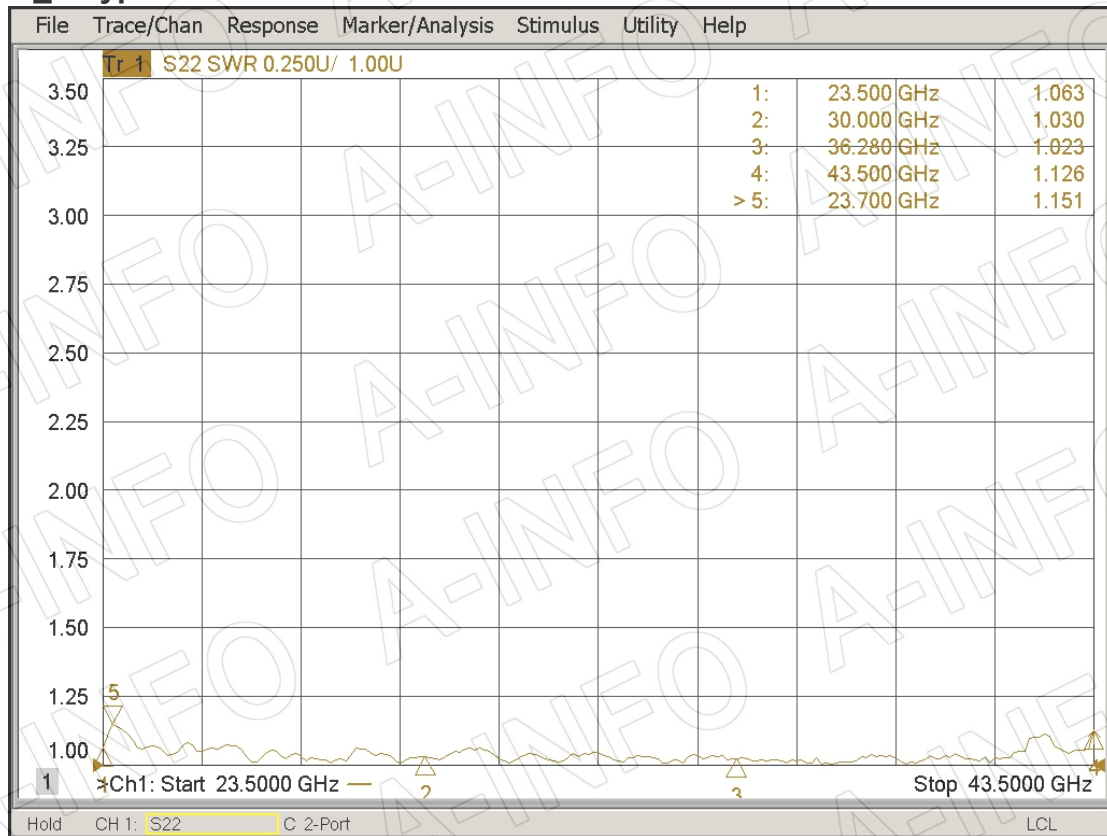 File Trace/Chan Response Marker/Analysis Stimulus Utility Help
Tr 1 S22 SWR 0.250U/ 1.00U
3.50
3.25
3.00
2.75
2.50
2.25
2.00
1.75
1.50
1.25
1.00
1: 23.500 GHz 1.063
2: 30.000 GHz 1.030
3: 36.280 GHz 1.023
4: 43.500 GHz 1.126
> 5: 23.700 GHz 1.151
5
2
3
4
1
>Ch1: Start 23.5000 GHz —
Stop 43.5000 GHz
Hold CH 1: S22 C 2-Port LCL
A-INFO